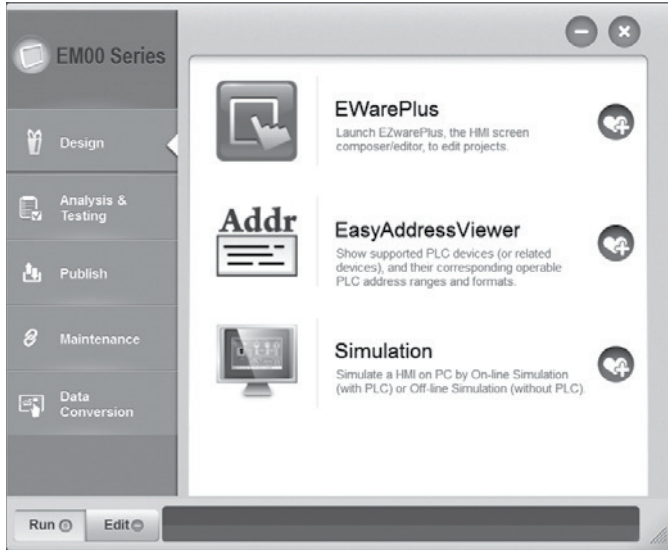 EM00 Series
Design
Analysis &
Testing
Publish
Maintenance
Data
Conversion
EWarePlus
Launch EZwarePlus, the HMI screen
composer/editor, to edit projects.
Addr
EasyAddressViewer
Show supported PLC devices (or related
devices), and their corresponding operable
PLC address ranges and formats.
Simulation
Simulate a HMI on PC by On-line Simulation
(with PLC) or Off-line Simulation (without PLC).
Run
Edit